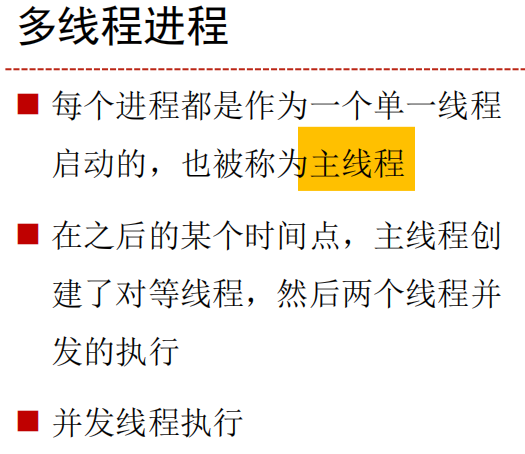 多线程进程
每个进程都是作为一个单一线程
启动的，也被称为主线程
在之后的某个时间点，主线程创
建了对等线程，然后两个线程并
发的执行
并发线程执行